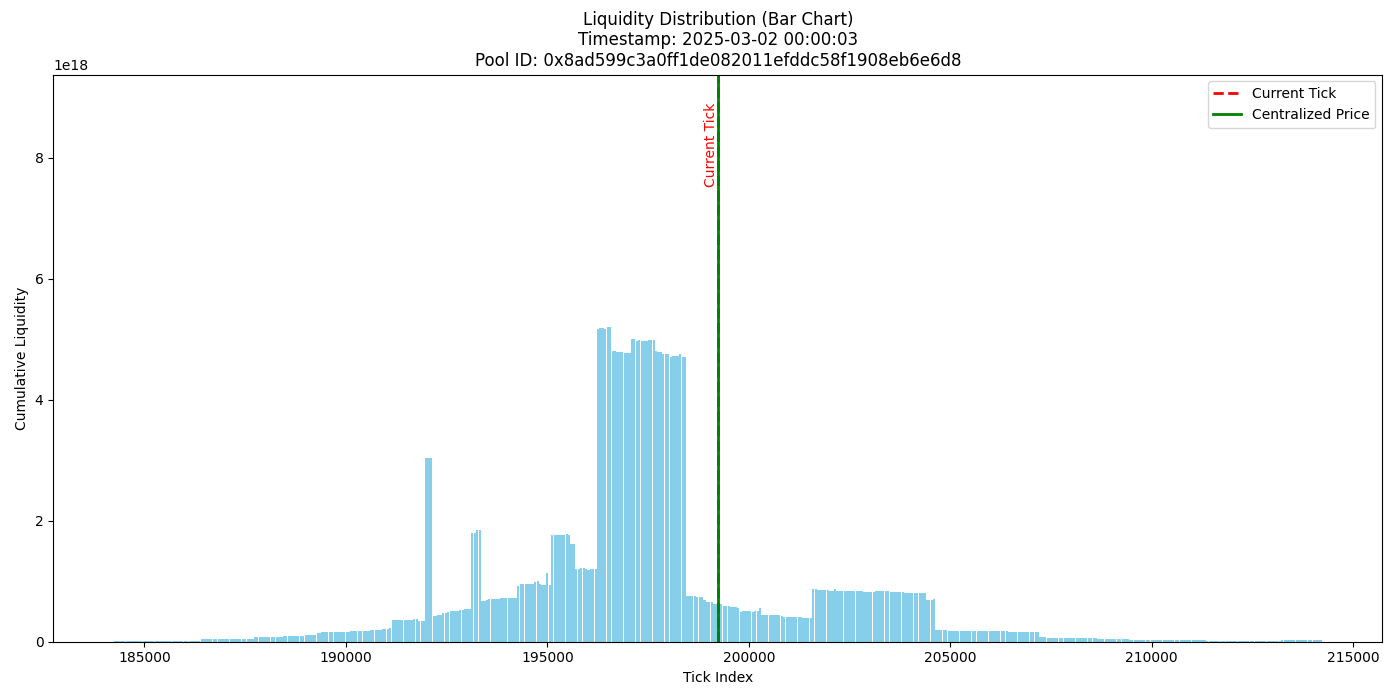 Liquidity Distribution (Bar Chart)
Timestamp: 2025-03-02 00:00:03
Pool ID: 0x8ad599c3a0ff1de082011efddc58f1908eb6e6d8
1e18
Current Tick
Centralized Price
Current Tick
8
6
4
2
0
Cumulative Liquidity
185000 190000 195000 200000 205000 210000 215000
Tick Index